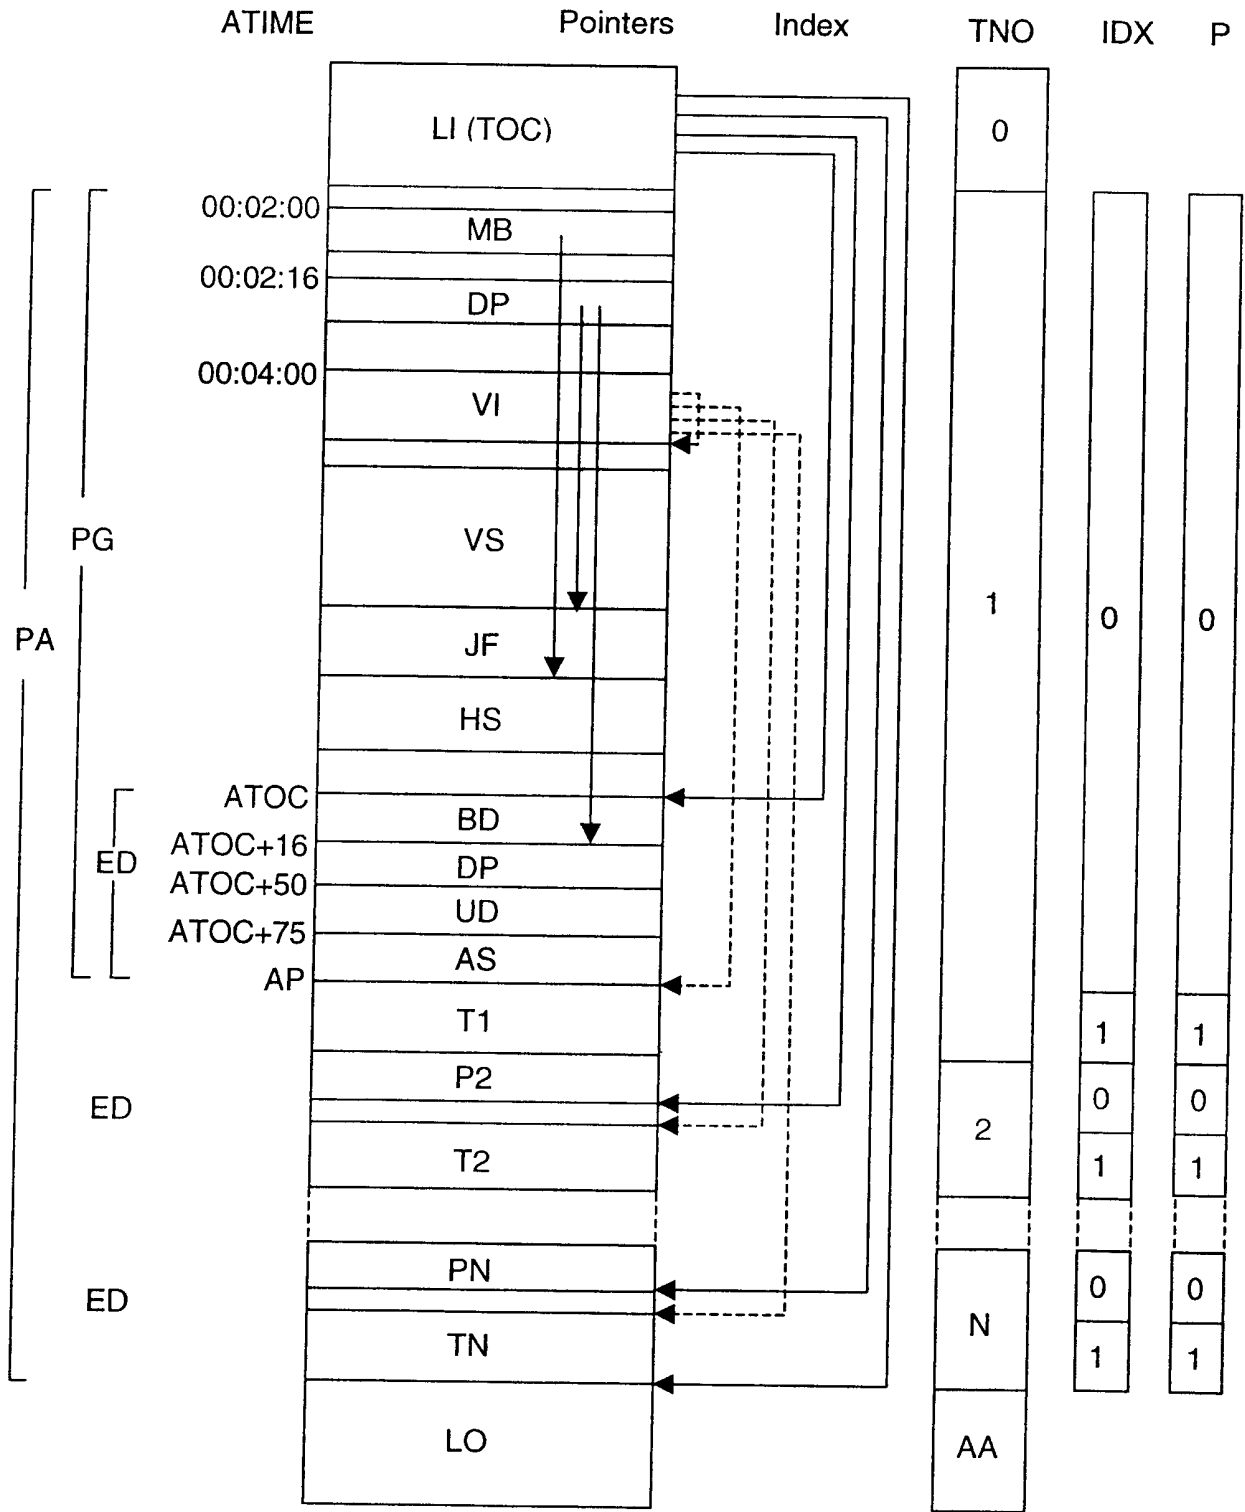 ATIME Pointers Index TNO IDX P
LI (TOC) 0
00:02:00
MB
00:02:16
DP
00:04:00
VI
PG VS
1 0 0
PA JF
HS
ATOC
BD
ATOC+16
ED DP
ATOC+50
UD
ATOC+75
AS
AP
T1 1 1
P2 0 0
ED
2
T2 1 1
PN 0 0
ED
N
TN 1 1
LO AA